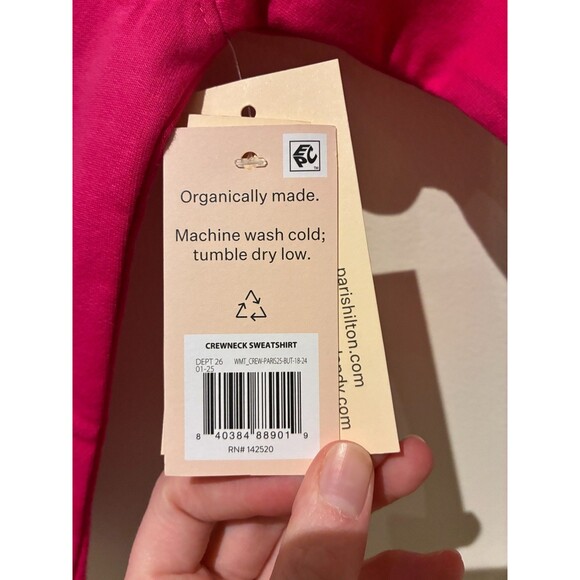 EPC
Organically made.
Machine wash cold;
tumble dry low.
CREWNECK SWEATSHIRT
DEPT 26 WMT_CREW-PARIS25-BUT-18-24
01-25
8 40384 88901 9
RN# 142520
parishilton.com